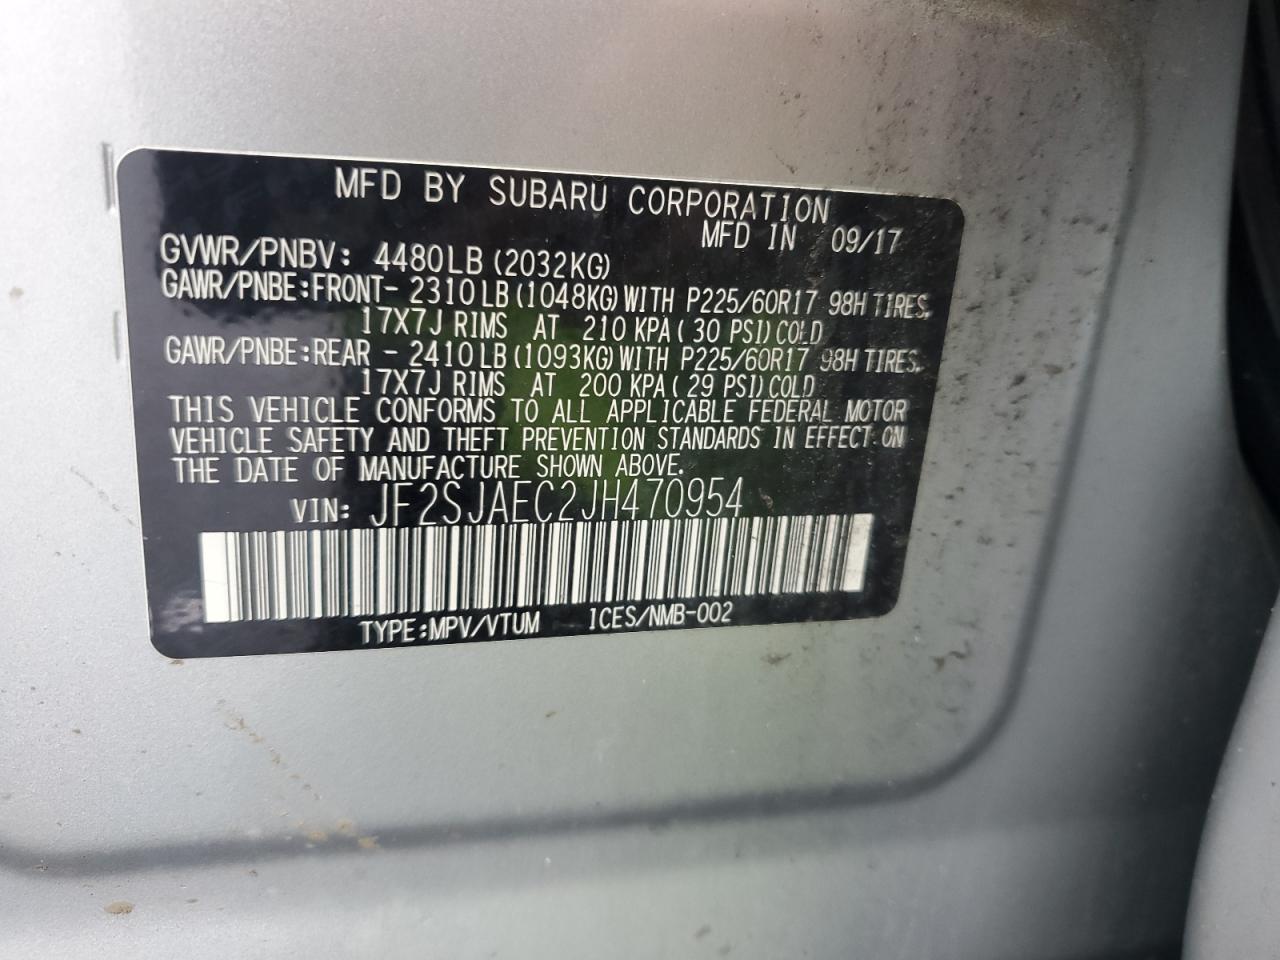 MFD BY SUBARU CORPORATION
MFD IN 09/17
GVWR/PNBV: 4480LB (2032KG)
GAWR/PNBE:FRONT- 2310LB (1048KG) WITH P225/60R17 98H TIRES,
17X7J RIMS AT 210 KPA ( 30 PSI) COLD
GAWR/PNBE:REAR - 2410LB (1093KG) WITH P225/60R17 98H TIRES,
17X7J RIMS AT 200 KPA ( 29 PSI) COLD
THIS VEHICLE CONFORMS TO ALL APPLICABLE FEDERAL MOTOR
VEHICLE SAFETY AND THEFT PREVENTION STANDARDS IN EFFECT ON
THE DATE OF MANUFACTURE SHOWN ABOVE.
VIN: JF2SJAEC2JH470954
TYPE:MPV/VTUM ICES/NMB-002